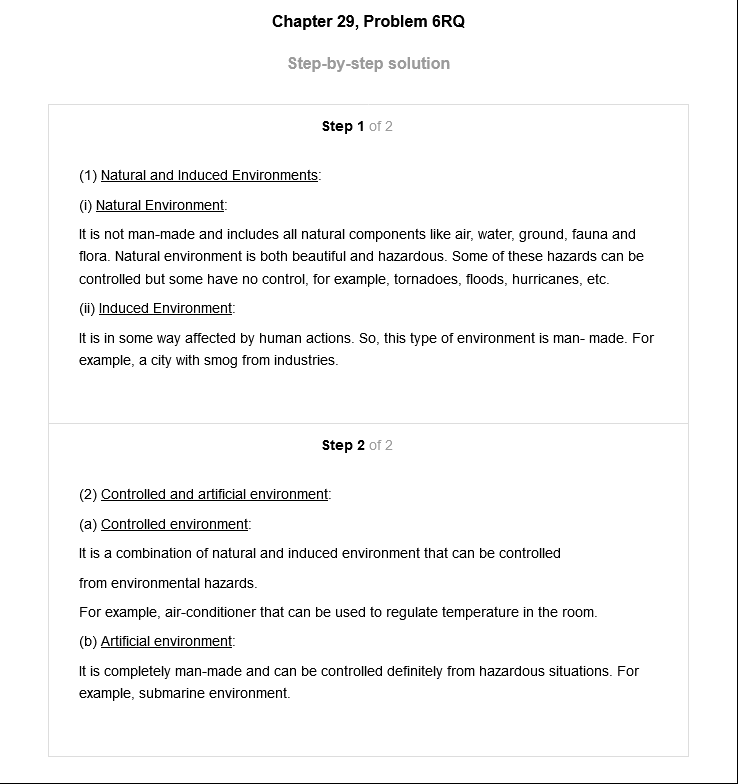 Chapter 29, Problem 6RQ
Step-by-step solution
Step 1 of 2
(1) Natural and Induced Environments:
(i) Natural Environment:
It is not man-made and includes all natural components like air, water, ground, fauna and
flora. Natural environment is both beautiful and hazardous. Some of these hazards can be
controlled but some have no control, for example, tornadoes, floods, hurricanes, etc.
(ii) Induced Environment:
It is in some way affected by human actions. So, this type of environment is man- made. For
example, a city with smog from industries.
Step 2 of 2
(2) Controlled and artificial environment:
(a) Controlled environment:
It is a combination of natural and induced environment that can be controlled
from environmental hazards.
For example, air-conditioner that can be used to regulate temperature in the room.
(b) Artificial environment:
It is completely man-made and can be controlled definitely from hazardous situations. For
example, submarine environment.